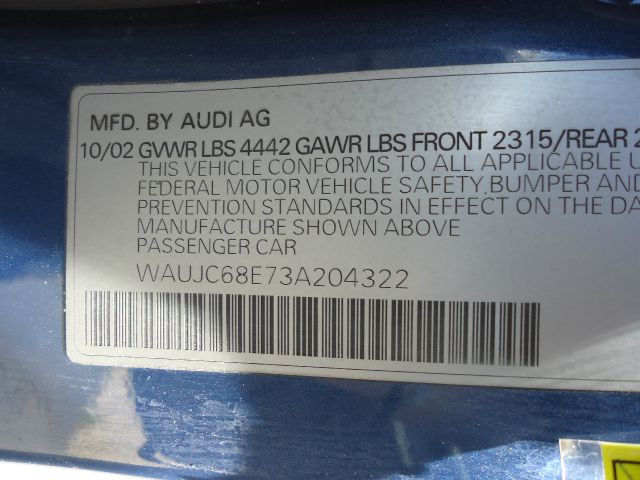 MFD. BY AUDI AG
10/02 GVWR LBS 4442 GAWR LBS FRONT 2315/REAR 2
THIS VEHICLE CONFORMS TO ALL APPLICABLE U
FEDERAL MOTOR VEHICLE SAFETY, BUMPER AND
PREVENTION STANDARDS IN EFFECT ON THE DA
MANUFACTURE SHOWN ABOVE
PASSENGER CAR
WAUJC68E73A204322